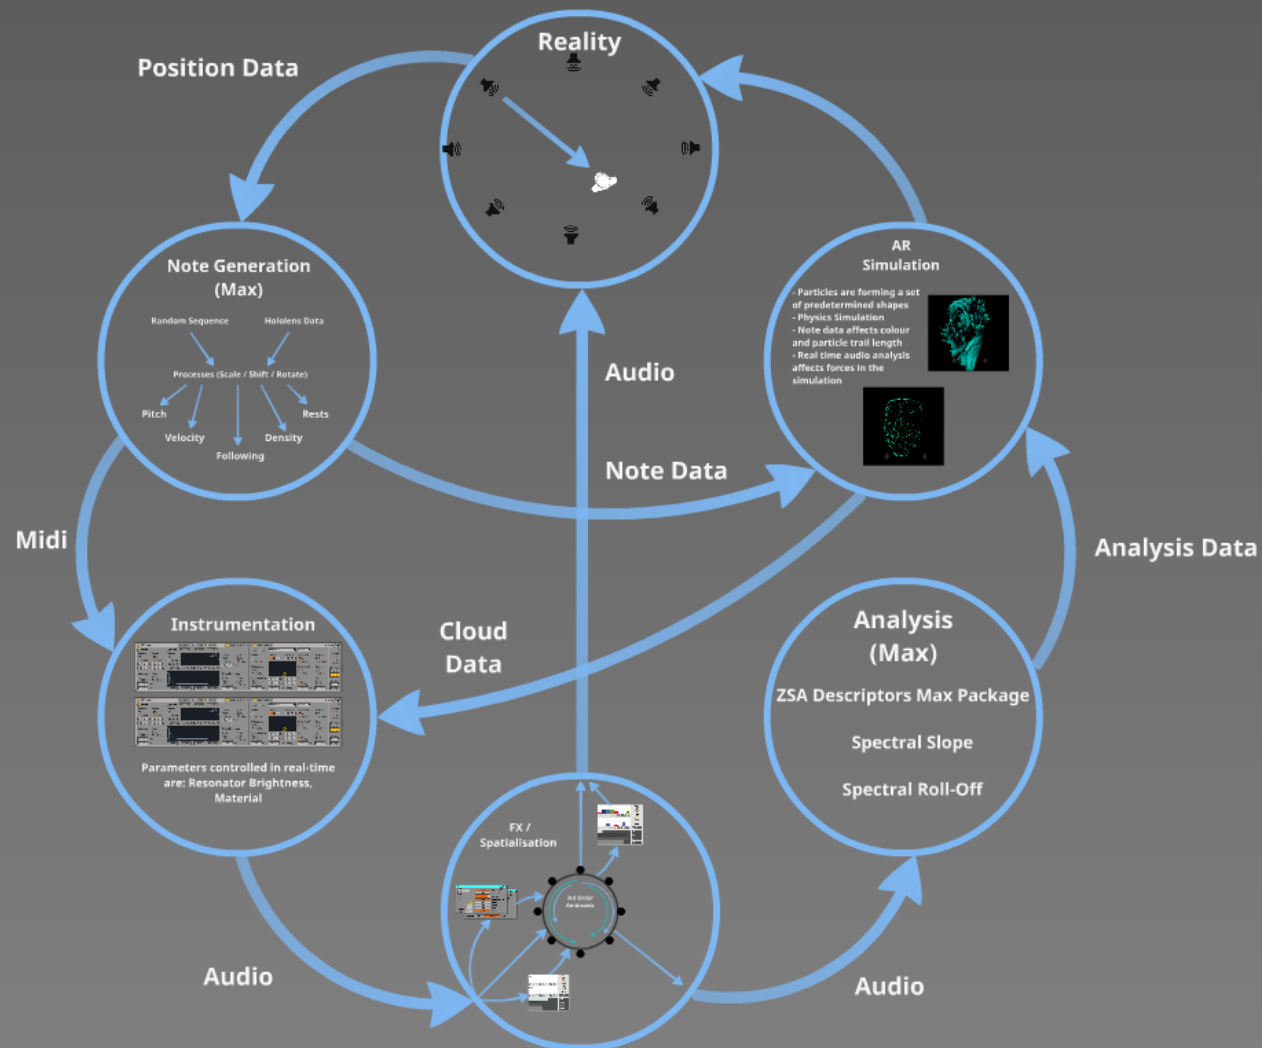 Reality
Position Data
Note Generation
(Max)
Random Sequence
Hololens Data
Processes (Scale / Shift / Rotate)
Pitch
Rests
Velocity
Density
Following
AR
Simulation
- Particles are forming a set
of predetermined shapes
- Physics Simulation
- Note data affects colour
and particle trail length
- Real time audio analysis
affects forces in the
simulation
Audio
Note Data
Midi
Analysis Data
Instrumentation
Parameters controlled in real-time
are: Resonator Brightness,
Material
Cloud
Data
Analysis
(Max)
ZSA Descriptors Max Package
Spectral Slope
Spectral Roll-Off
FX /
Spatialisation
3rd Order
Ambisonic
Audio
Audio